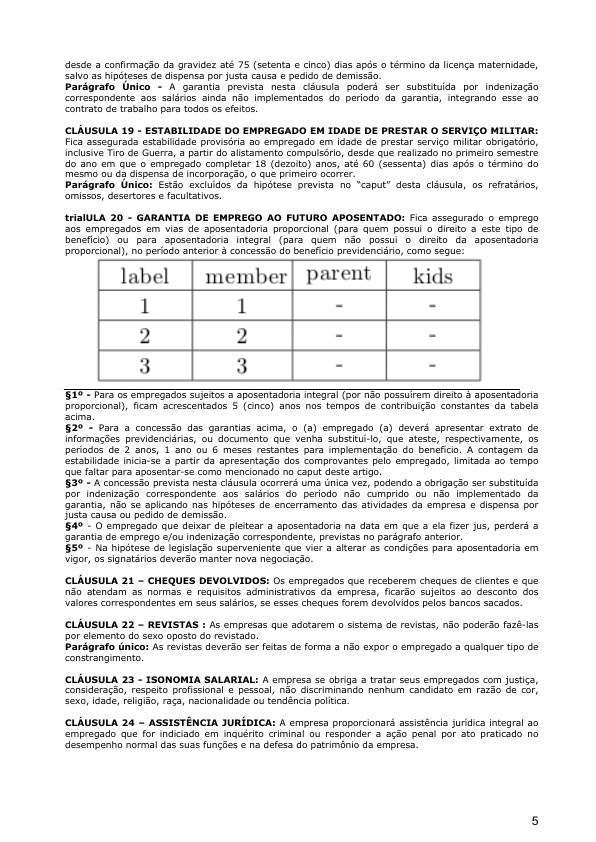 desde a confirmação da gravidez até 75 (setenta e cinco) dias após o término da licença maternidade,
salvo as hipóteses de dispensa por justa causa e pedido de demissão.
Parágrafo Único - A garantia prevista nesta cláusula poderá ser substituída por indenização
correspondente aos salários ainda não implementados do período da garantia, integrando esse ao
contrato de trabalho para todos os efeitos.
CLÁUSULA 19 - ESTABILIDADE DO EMPREGADO EM IDADE DE PRESTAR O SERVIÇO MILITAR:
Fica assegurada estabilidade provisória ao empregado em idade de prestar serviço militar obrigatório,
inclusive Tiro de Guerra, a partir do alistamento compulsório, desde que realizado no primeiro semestre
do ano em que o empregado completar 18 (dezoito) anos, até 60 (sessenta) dias após o término do
mesmo ou da dispensa de incorporação, o que primeiro ocorrer.
Parágrafo Único: Estão excluídos da hipótese prevista no “caput” desta cláusula, os refratários,
omissos, desertores e facultativos.
trialULA 20 - GARANTIA DE EMPREGO AO FUTURO APOSENTADO: Fica assegurado o emprego
aos empregados em vias de aposentadoria proporcional (para quem possui o direito a este tipo de
benefício) ou para aposentadoria integral (para quem não possui o direito da aposentadoria
proporcional), no período anterior à concessão do benefício previdenciário, como segue:
label member parent kids
1 1 - -
2 2 - -
3 3 - -
§1º - Para os empregados sujeitos a aposentadoria integral (por não possuírem direito à aposentadoria
proporcional), ficam acrescentados 5 (cinco) anos nos tempos de contribuição constantes da tabela
acima.
§2º - Para a concessão das garantias acima, o (a) empregado (a) deverá apresentar extrato de
informações previdenciárias, ou documento que venha substituí-lo, que ateste, respectivamente, os
períodos de 2 anos, 1 ano ou 6 meses restantes para implementação do benefício. A contagem da
estabilidade inicia-se a partir da apresentação dos comprovantes pelo empregado, limitada ao tempo
que faltar para aposentar-se como mencionado no caput deste artigo.
§3º - A concessão prevista nesta cláusula ocorrerá uma única vez, podendo a obrigação ser substituída
por indenização correspondente aos salários do período não cumprido ou não implementado da
garantia, não se aplicando nas hipóteses de encerramento das atividades da empresa e dispensa por
justa causa ou pedido de demissão.
§4º - O empregado que deixar de pleitear a aposentadoria na data em que a ela fizer jus, perderá a
garantia de emprego e/ou indenização correspondente, previstas no parágrafo anterior.
§5º - Na hipótese de legislação superveniente que vier a alterar as condições para aposentadoria em
vigor, os signatários deverão manter nova negociação.
CLÁUSULA 21 – CHEQUES DEVOLVIDOS: Os empregados que receberem cheques de clientes e que
não atendam as normas e requisitos administrativos da empresa, ficarão sujeitos ao desconto dos
valores correspondentes em seus salários, se esses cheques forem devolvidos pelos bancos sacados.
CLÁUSULA 22 – REVISTAS : As empresas que adotarem o sistema de revistas, não poderão fazê-las
por elemento do sexo oposto do revistado.
Parágrafo único: As revistas deverão ser feitas de forma a não expor o empregado a qualquer tipo de
constrangimento.
CLÁUSULA 23 - ISONOMIA SALARIAL: A empresa se obriga a tratar seus empregados com justiça,
consideração, respeito profissional e pessoal, não discriminando nenhum candidato em razão de cor,
sexo, idade, religião, raça, nacionalidade ou tendência política.
CLÁUSULA 24 – ASSISTÊNCIA JURÍDICA: A empresa proporcionará assistência jurídica integral ao
empregado que for indiciado em inquérito criminal ou responder a ação penal por ato praticado no
desempenho normal das suas funções e na defesa do patrimônio da empresa.
5